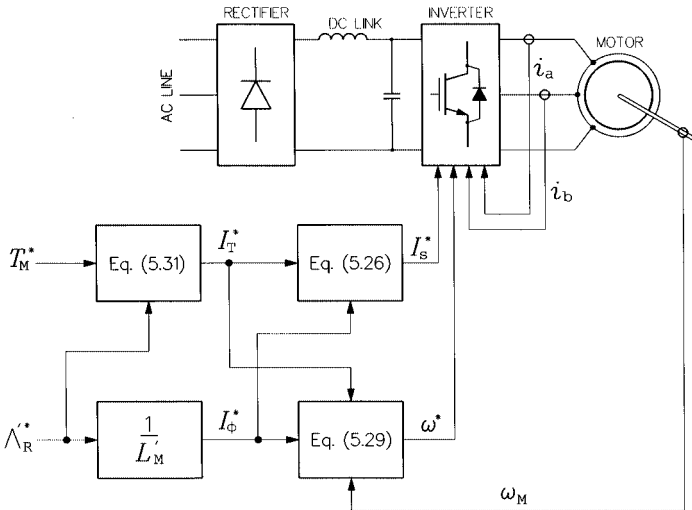 RECTIFIER
DC LINK
INVERTER
MOTOR
AC LINE
i_a
i_b
T_M^*
Eq. (5.31)
I_T^*
Eq. (5.26)
I_S^*
Λ'_R^*
1/L'_M
I_Φ^*
Eq. (5.29)
ω^*
ω_M